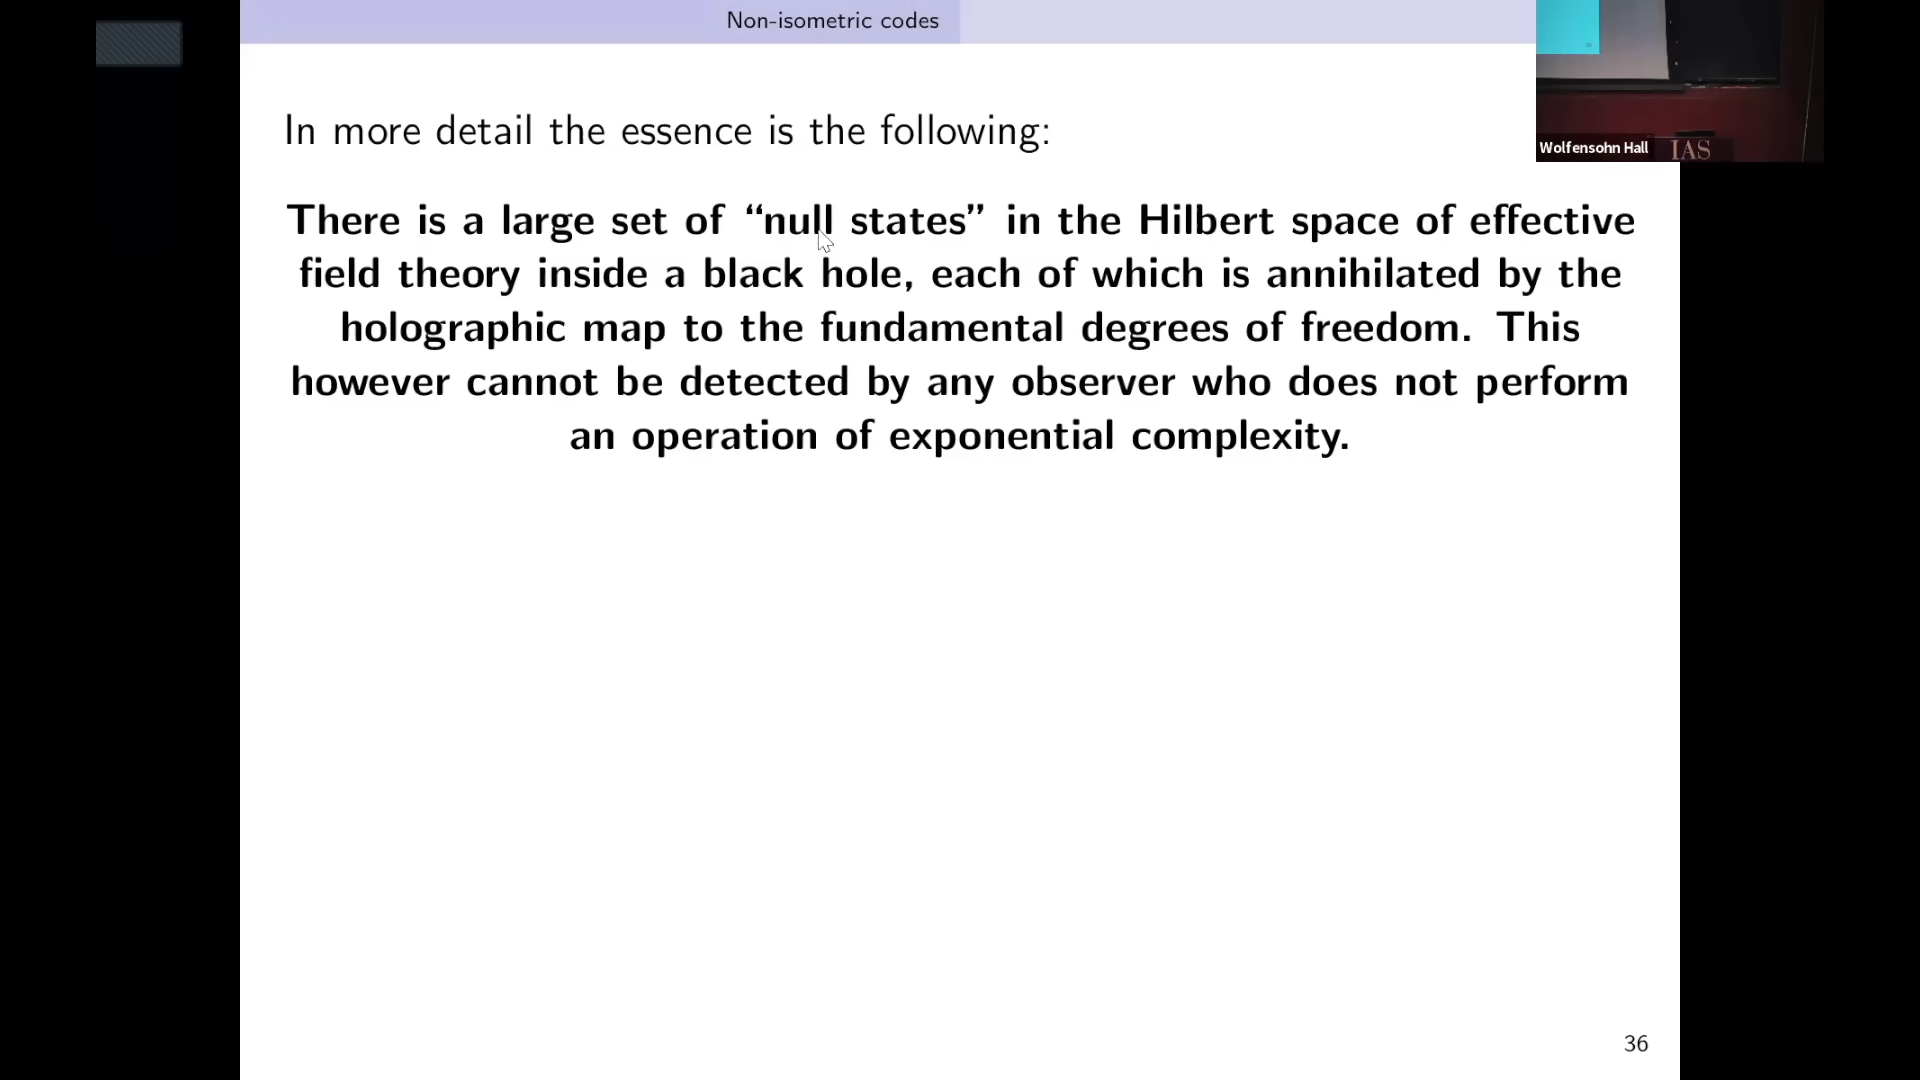 Non-isometric codes
In more detail the essence is the following:
There is a large set of “null states” in the Hilbert space of effective
field theory inside a black hole, each of which is annihilated by the
holographic map to the fundamental degrees of freedom. This
however cannot be detected by any observer who does not perform
an operation of exponential complexity.
Wolfensohn Hall
IAS
36